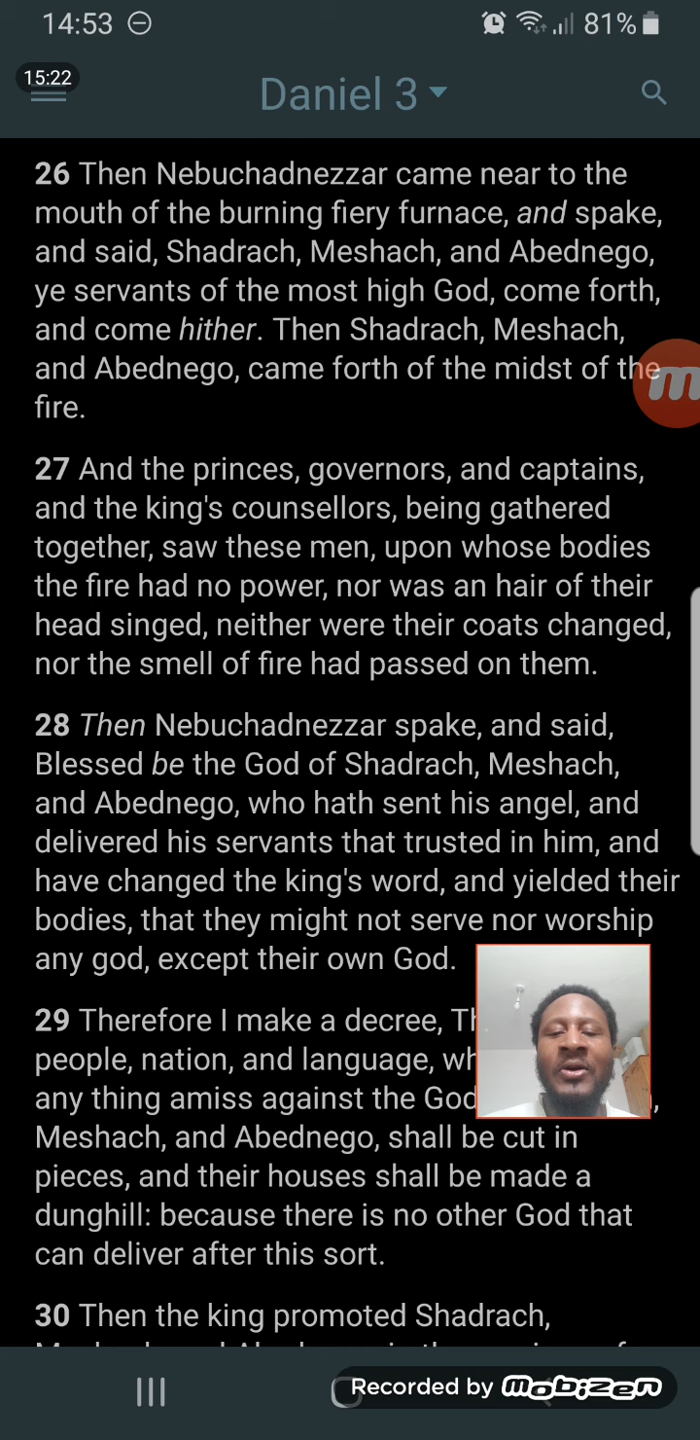 14:53 81%
15:22
Daniel 3
26 Then Nebuchadnezzar came near to the
mouth of the burning fiery furnace, and spake,
and said, Shadrach, Meshach, and Abednego,
ye servants of the most high God, come forth,
and come hither. Then Shadrach, Meshach,
and Abednego, came forth of the midst of the
fire.
m
27 And the princes, governors, and captains,
and the king's counsellors, being gathered
together, saw these men, upon whose bodies
the fire had no power, nor was an hair of their
head singed, neither were their coats changed,
nor the smell of fire had passed on them.
28 Then Nebuchadnezzar spake, and said,
Blessed be the God of Shadrach, Meshach,
and Abednego, who hath sent his angel, and
delivered his servants that trusted in him, and
have changed the king's word, and yielded their
bodies, that they might not serve nor worship
any god, except their own God.
29 Therefore I make a decree,
people, nation, and language,
any thing amiss against the God
Meshach, and Abednego, shall be cut in
pieces, and their houses shall be made a
dunghill: because there is no other God that
can deliver after this sort.
30 Then the king promoted Shadrach,
Recorded by mobizen